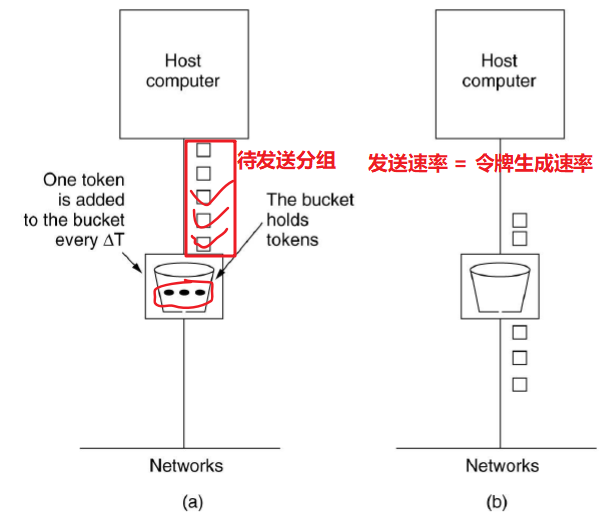 Host
computer
待发送分组
One token
is added
to the bucket
every ΔT
The bucket
holds
tokens
Networks
(a)
Host
computer
发送速率 = 令牌生成速率
Networks
(b)